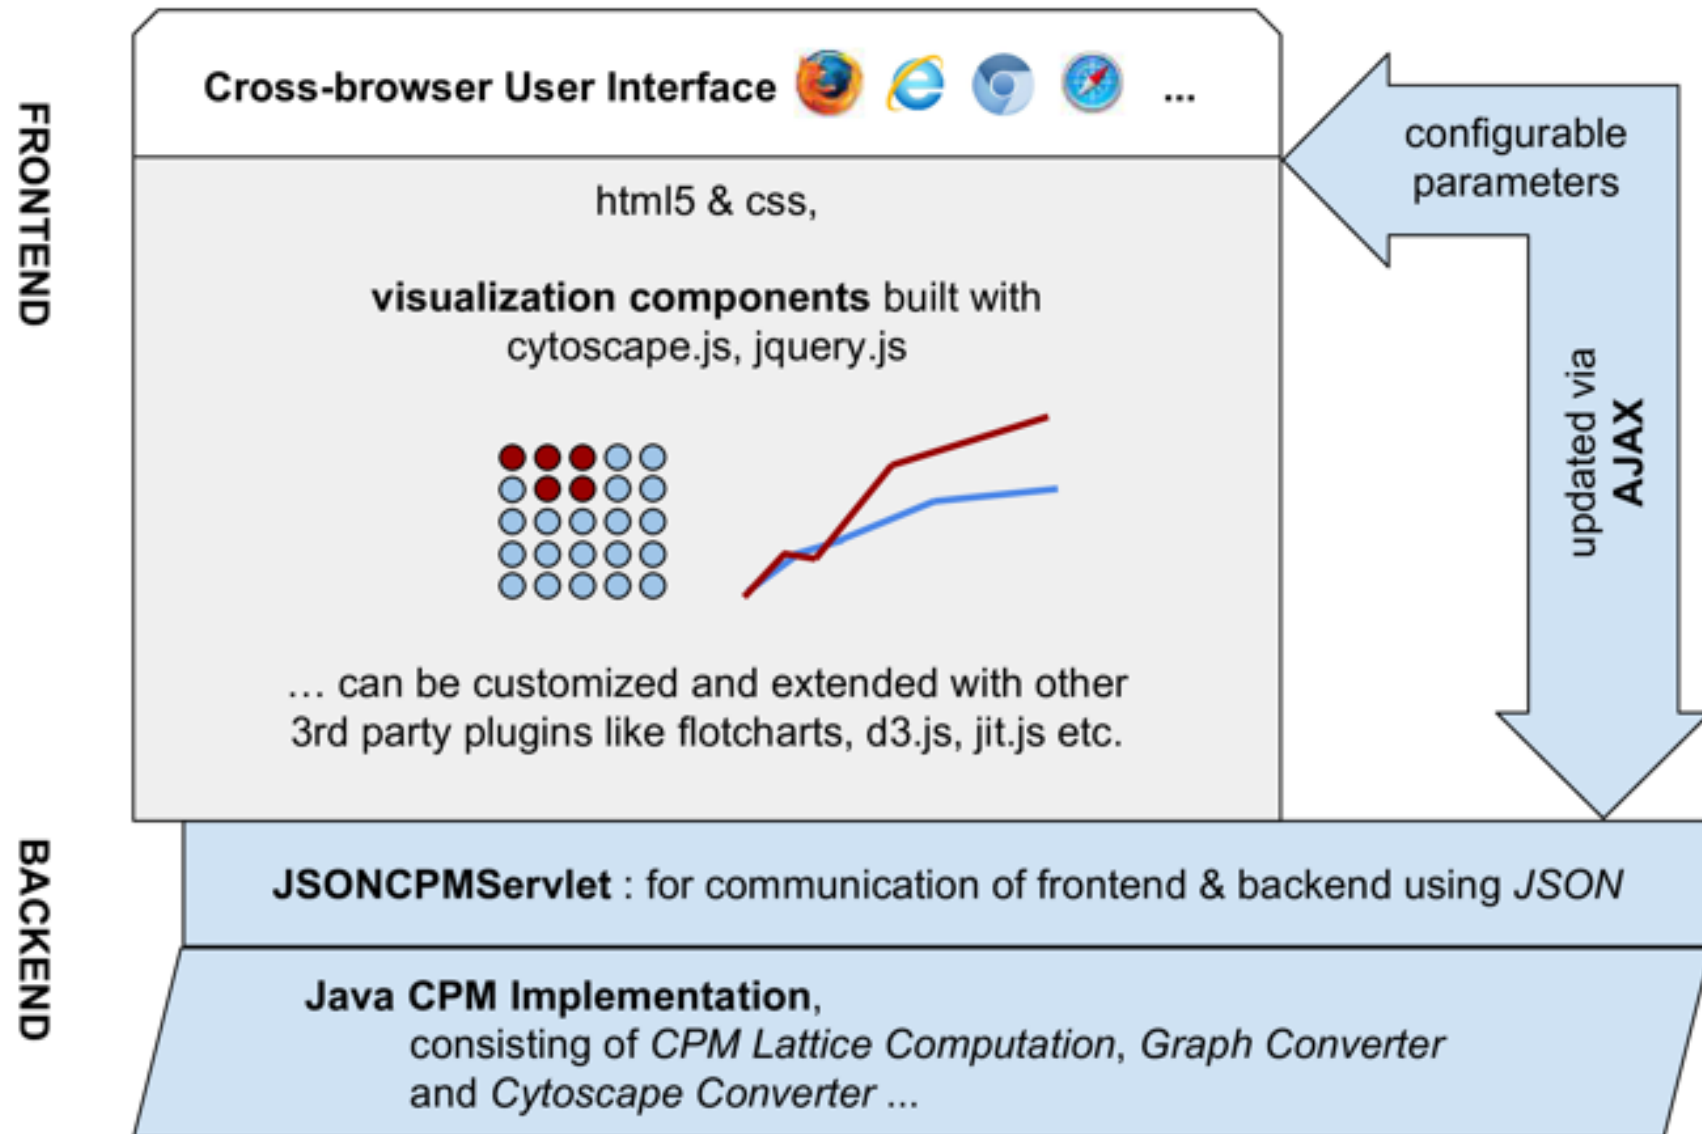 FRONTEND
Cross-browser User Interface ...
html5 & css,
visualization components built with
cytoscape.js, jquery.js
... can be customized and extended with other
3rd party plugins like flotcharts, d3.js, jit.js etc.
configurable
parameters
updated via
AJAX
BACKEND
JSONCPMServlet : for communication of frontend & backend using JSON
Java CPM Implementation,
consisting of CPM Lattice Computation, Graph Converter
and Cytoscape Converter ...